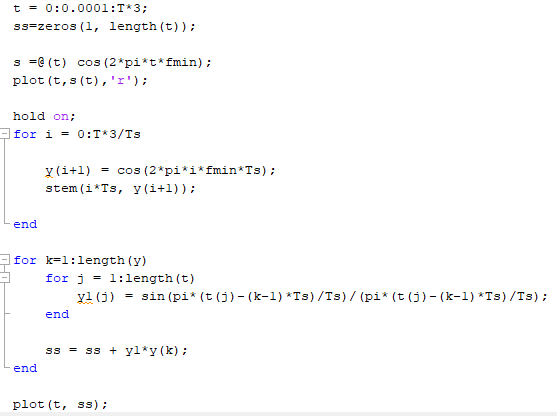 t = 0:0.0001:T*3;
ss=zeros(1, length(t));
s =@(t) cos(2*pi*t*fmin);
plot(t,s(t),'r');
hold on;
for i = 0:T*3/Ts
y(i+1) = cos(2*pi*i*fmin*Ts);
stem(i*Ts, y(i+1));
end
for k=1:length(y)
for j = 1:length(t)
y1(j) = sin(pi*(t(j)-(k-1)*Ts)/Ts)/(pi*(t(j)-(k-1)*Ts)/Ts);
end
ss = ss + y1*y(k);
end
plot(t, ss);